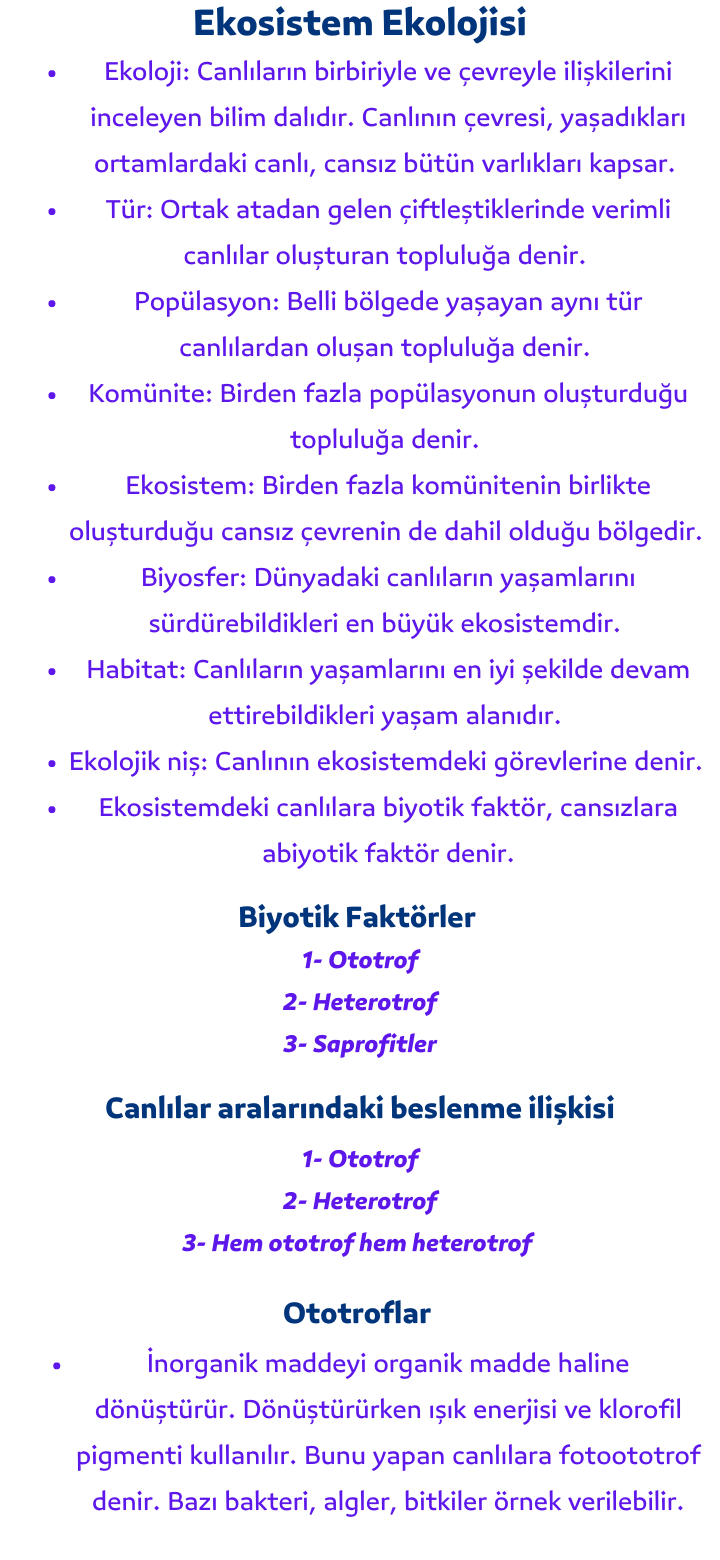 Ekosistem Ekolojisi
• Ekoloji: Canlıların birbiriyle ve çevreyle ilişkilerini
inceleyen bilim dalıdır. Canlının çevresi, yaşadıkları
ortamlardaki canlı, cansız bütün varlıkları kapsar.
• Tür: Ortak atadan gelen çiftleştiklerinde verimli
canlılar oluşturan topluluğa denir.
• Popülasyon: Belli bölgede yaşayan aynı tür
canlılardan oluşan topluluğa denir.
• Komünite: Birden fazla popülasyonun oluşturduğu
topluluğa denir.
• Ekosistem: Birden fazla komünitenin birlikte
oluşturduğu cansız çevrenin de dahil olduğu bölgedir.
• Biyosfer: Dünyadaki canlıların yaşamlarını
sürdürebildikleri en büyük ekosistemdir.
• Habitat: Canlıların yaşamlarını en iyi şekilde devam
ettirebildikleri yaşam alanıdır.
• Ekolojik niş: Canlının ekosistemdeki görevlerine denir.
• Ekosistemdeki canlılara biyotik faktör, cansızlara
abiyotik faktör denir.
Biyotik Faktörler
1- Ototrof
2- Heterotrof
3- Saprofitler
Canlılar aralarındaki beslenme ilişkisi
1- Ototrof
2- Heterotrof
3- Hem ototrof hem heterotrof
Ototroflar
• İnorganik maddeyi organik madde haline
dönüştürür. Dönüştürürken ışık enerjisi ve klorofil
pigmenti kullanılır. Bunu yapan canlılara fotoototrof
denir. Bazı bakteri, algler, bitkiler örnek verilebilir.